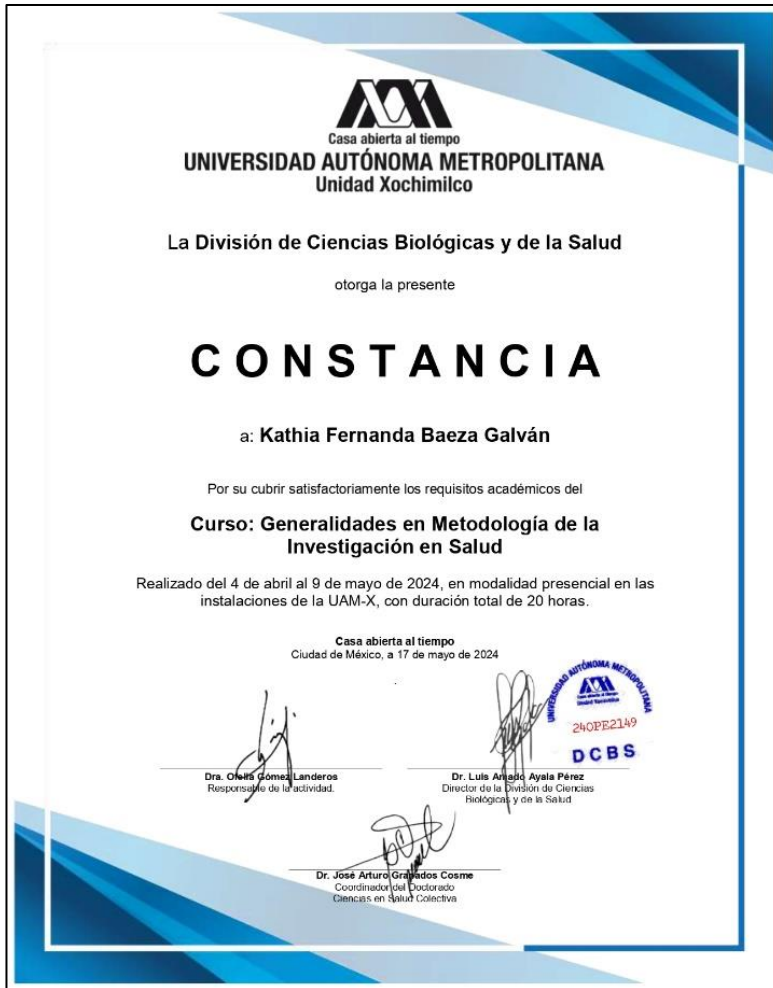 Casa abierta al tiempo
UNIVERSIDAD AUTÓNOMA METROPOLITANA
Unidad Xochimilco
La División de Ciencias Biológicas y de la Salud
otorga la presente
CONSTANCIA
a: Kathia Fernanda Baeza Galván
Por su cubrir satisfactoriamente los requisitos académicos del
Curso: Generalidades en Metodología de la
Investigación en Salud
Realizado del 4 de abril al 9 de mayo de 2024, en modalidad presencial en las
instalaciones de la UAM-X, con duración total de 20 horas.
Casa abierta al tiempo
Ciudad de México, a 17 de mayo de 2024
UNIVERSIDAD AUTÓNOMA METROPOLITANA
Casa abierta al tiempo
Unidad Xochimilco
240PE2149
DCBS
Dra. Ofelia Gómez Landeros
Responsable de la actividad.
Dr. Luis Amado Ayala Pérez
Director de la División de Ciencias
Biológicas y de la Salud
Dr. José Arturo Granados Cosme
Coordinador del Doctorado
Ciencias en Salud Colectiva